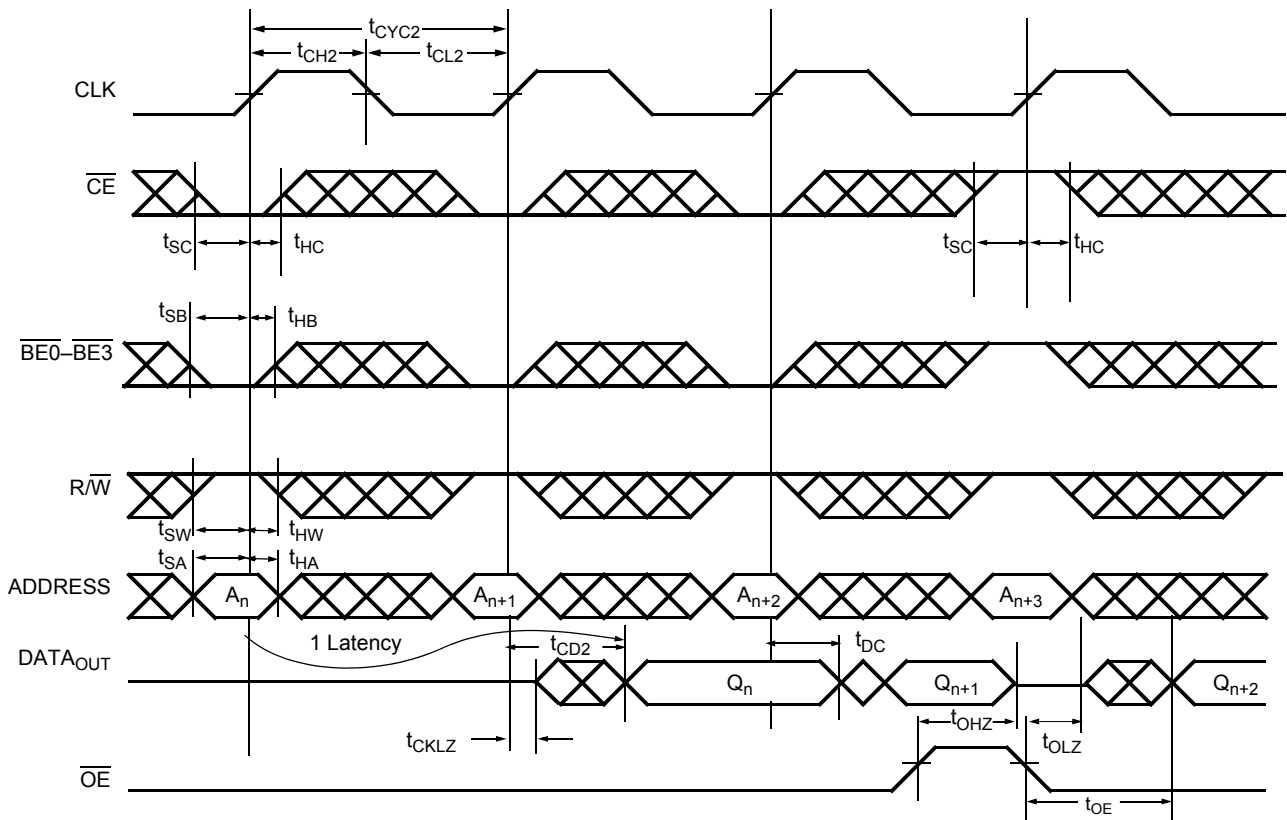 tCYC2
tCH2
tCL2
CLK
CE
tSC
tHC
tSC
tHC
tSB
tHB
BE0–BE3
R/W
tSW
tHW
tSA
tHA
ADDRESS
An
An+1
An+2
An+3
1 Latency
tCD2
tDC
DATAOUT
Qn
Qn+1
Qn+2
tOHZ
tCKLZ
tOLZ
OE
tOE